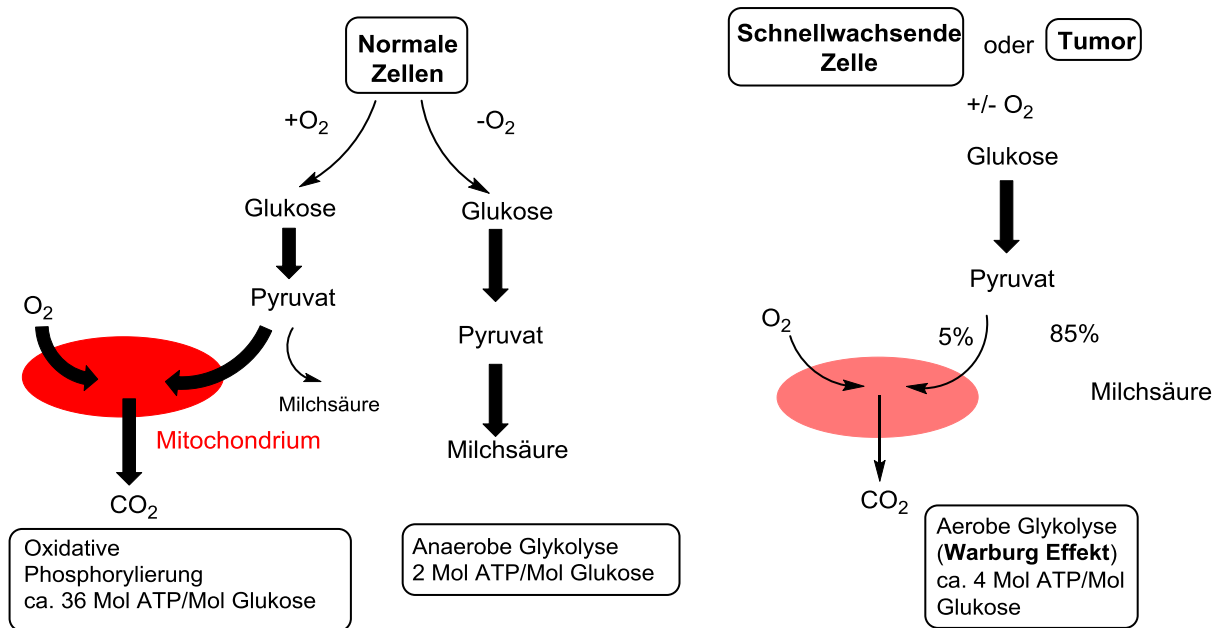 Normale
Zellen
+O₂
-O₂
Glukose
Glukose
Pyruvat
O₂
Pyruvat
Milchsäure
Mitochondrium
Milchsäure
CO₂
Oxidative
Phosphorylierung
ca. 36 Mol ATP/Mol Glukose
Anaerobe Glykolyse
2 Mol ATP/Mol Glukose
Schnellwachsende
Zelle
oder
Tumor
+/- O₂
Glukose
Pyruvat
O₂
5%
85%
Milchsäure
CO₂
Aerobe Glykolyse
(Warburg Effekt)
ca. 4 Mol ATP/Mol
Glukose